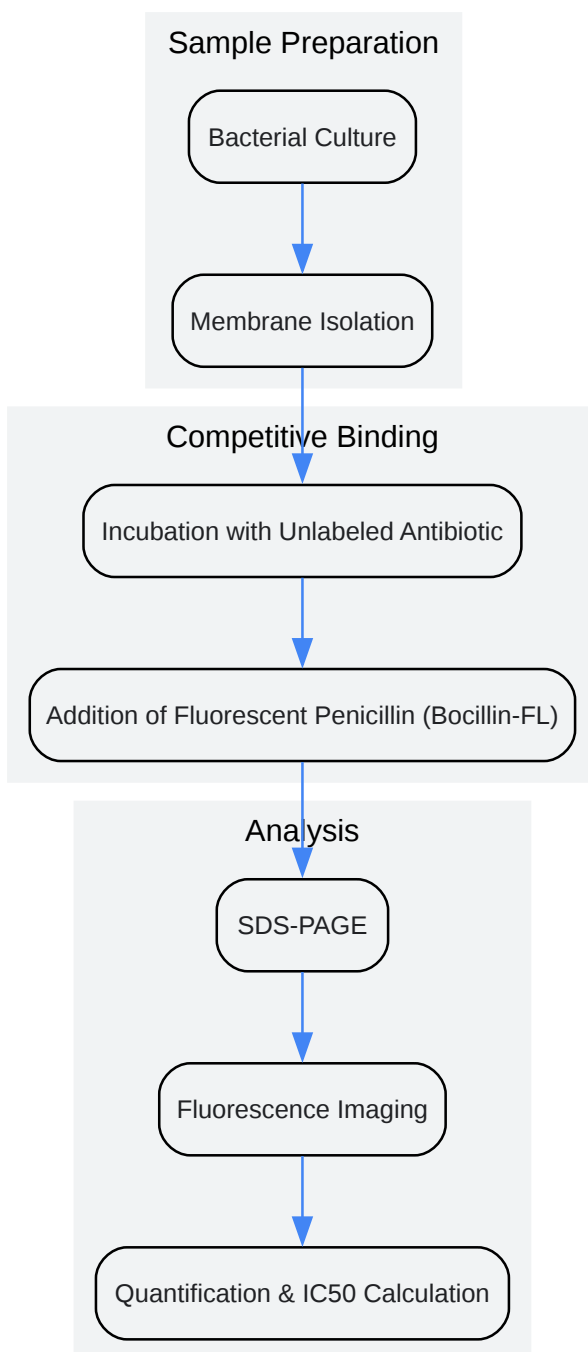 Sample Preparation
Bacterial Culture
Membrane Isolation
Competitive Binding
Incubation with Unlabeled Antibiotic
Addition of Fluorescent Penicillin (Bocillin-FL)
Analysis
SDS-PAGE
Fluorescence Imaging
Quantification & IC50 Calculation